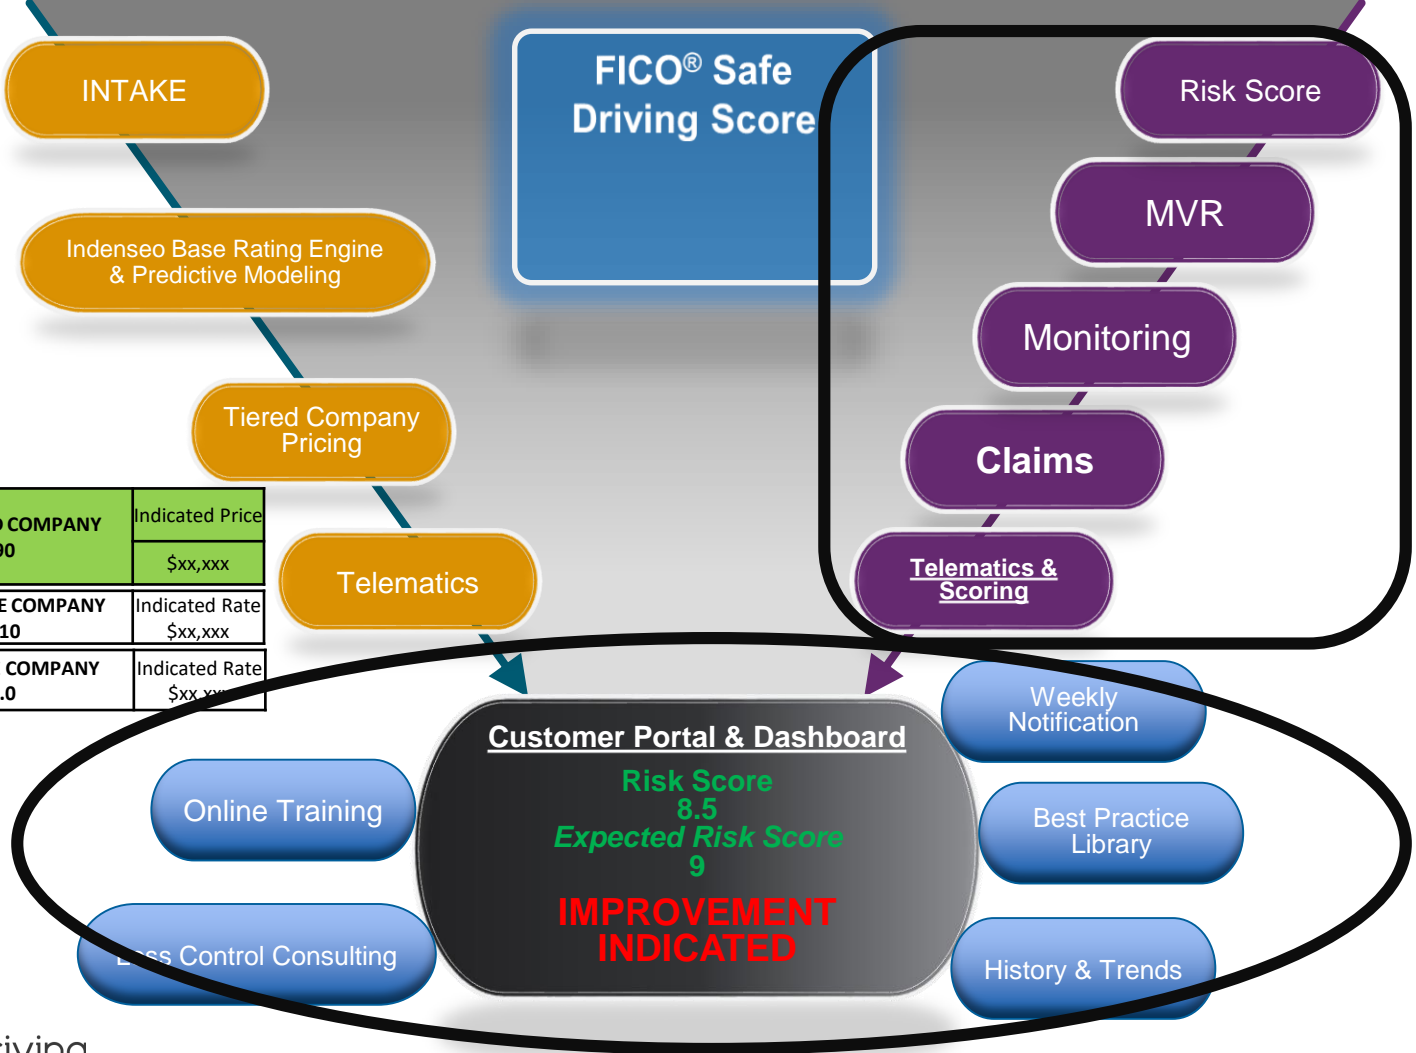 FICO® Safe
Driving Score
INTAKE
Indenseo Base Rating Engine
& Predictive Modeling
Tiered Company
Pricing
Telematics
Risk Score
MVR
Monitoring
Claims
Telematics &
Scoring
COMPANY
90
Indicated Price
$xx,xxx
COMPANY
10
Indicated Rate
$xx,xxx
COMPANY
.0
Indicated Rate
Customer Portal & Dashboard
Risk Score
8.5
Expected Risk Score
9
IMPROVEMENT
INDICATED
Online Training
Loss Control Consulting
Weekly
Notification
Best Practice
Library
History & Trends